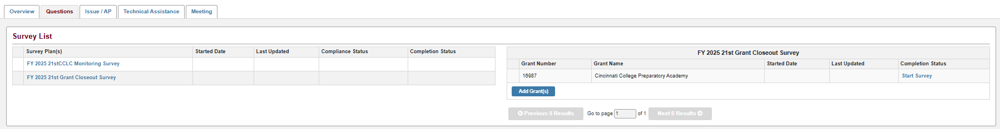 Overview Questions Issue / AP Technical Assistance Meeting
Survey List
Survey Plan(s) Started Date Last Updated Compliance Status Completion Status
FY 2025 21stCCLC Monitoring Survey
FY 2025 21st Grant Closeout Survey
FY 2025 21st Grant Closeout Survey
Grant Number Grant Name Started Date Last Updated Completion Status
16987 Cincinnati College Preparatory Academy Start Survey
Add Grant(s)
Previous 5 Results Go to page 1 of 1 Next 0 Results